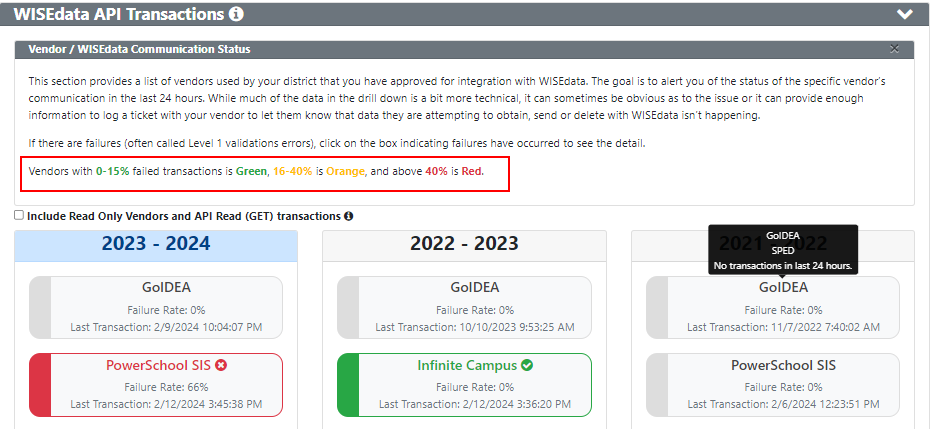 WISEdata API Transactions
Vendor / WISEdata Communication Status
This section provides a list of vendors used by your district that you have approved for integration with WISEdata. The goal is to alert you of the status of the specific vendor's
communication in the last 24 hours. While much of the data in the drill down is a bit more technical, it can sometimes be obvious as to the issue or it can provide enough
information to log a ticket with your vendor to let them know that data they are attempting to obtain, send or delete with WISEdata isn't happening.
If there are failures (often called Level 1 validations errors), click on the box indicating failures have occurred to see the detail.
Vendors with 0-15% failed transactions is Green, 16-40% is Orange, and above 40% is Red.
Include Read Only Vendors and API Read (GET) transactions
2023 - 2024
GoIDEA
Failure Rate: 0%
Last Transaction: 2/9/2024 10:04:07 PM
PowerSchool SIS
Failure Rate: 66%
Last Transaction: 2/12/2024 3:45:38 PM
2022 - 2023
GoIDEA
Failure Rate: 0%
Last Transaction: 10/10/2023 9:53:25 AM
Infinite Campus
Failure Rate: 0%
Last Transaction: 2/12/2024 3:36:20 PM
2021 - 2022
GoIDEA
SPED
No transactions in last 24 hours.
GoIDEA
Failure Rate: 0%
Last Transaction: 11/7/2022 7:40:02 AM
PowerSchool SIS
Failure Rate: 0%
Last Transaction: 2/6/2024 12:23:51 PM